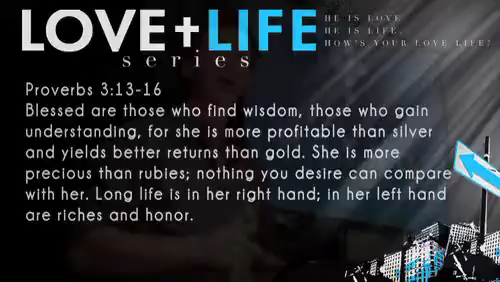 LOVE+LIFE
series
HE IS LOVE
HE IS LIFE.
HOW'S YOUR LOVE LIFE?
Proverbs 3:13-16
Blessed are those who find wisdom, those who gain
understanding, for she is more profitable than silver
and yields better returns than gold. She is more
precious than rubies; nothing you desire can compare
with her. Long life is in her right hand; in her left hand
are riches and honor.